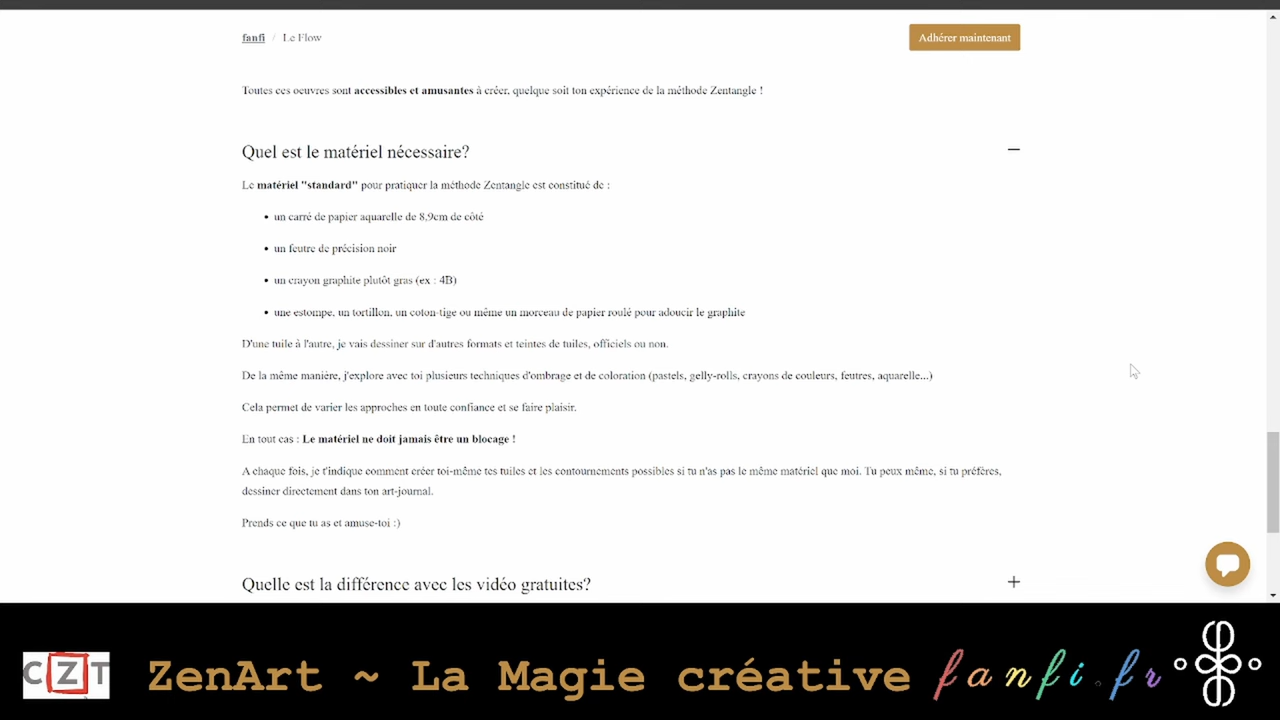 fanfi / Le Flow
Adhérer maintenant
Toutes ces oeuvres sont accessibles et amusantes à créer, quelque soit ton expérience de la méthode Zentangle !
Quel est le matériel nécessaire?
Le matériel "standard" pour pratiquer la méthode Zentangle est constitué de :
• un carré de papier aquarelle de 8,9cm de côté
• un feutre de précision noir
• un crayon graphite plutôt gras (ex : 4B)
• une estompe, un tortillon, un coton-tige ou même un morceau de papier roulé pour adoucir le graphite
D'une tuile à l'autre, je vais dessiner sur d'autres formats et teintes de tuiles, officiels ou non.
De la même manière, j'explore avec toi plusieurs techniques d'ombrage et de coloration (pastels, gelly-rolls, crayons de couleurs, feutres, aquarelle...)
Cela permet de varier les approches en toute confiance et se faire plaisir.
En tout cas : Le matériel ne doit jamais être un blocage !
A chaque fois, je t'indique comment créer toi-même tes tuiles et les contournements possibles si tu n'as pas le même matériel que moi. Tu peux même, si tu préfères,
dessiner directement dans ton art-journal.
Prends ce que tu as et amuse-toi :)
Quelle est la différence avec les vidéo gratuites?
CZT
ZenArt ~ La Magie créative
fanfi.fr